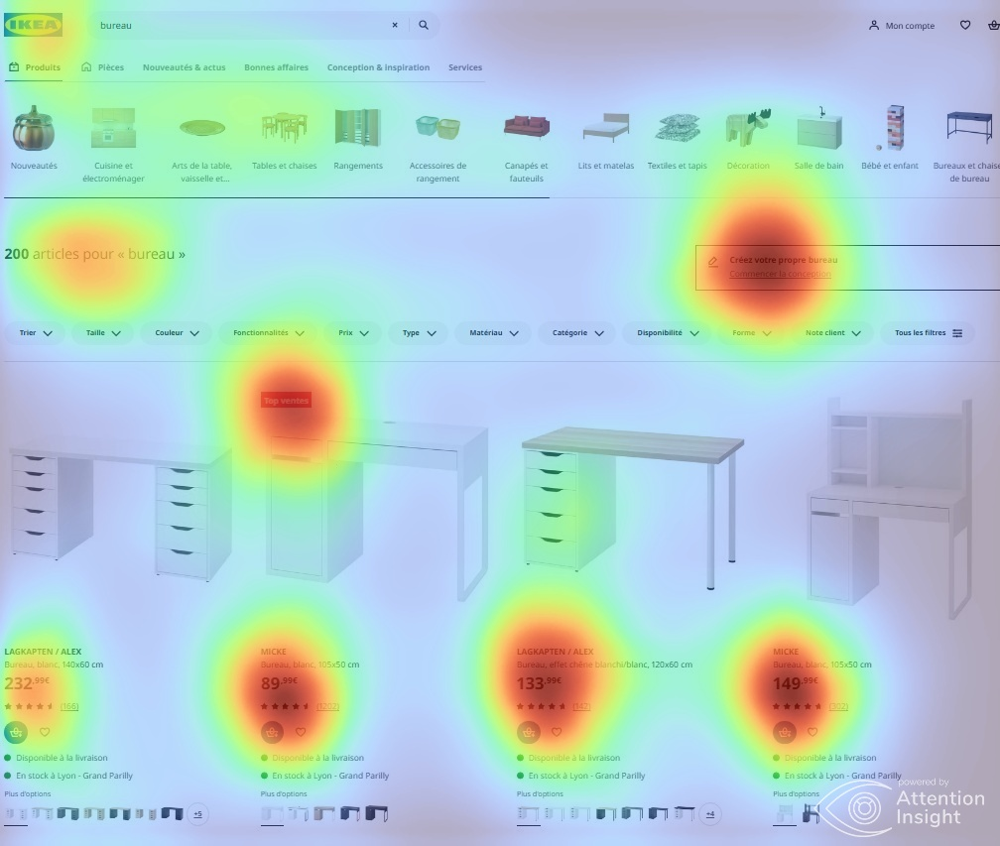 IKEA
bureau
Mon compte
Produits Pièces Nouveautés & actus Bonnes affaires Conception & inspiration Services
Nouveautés
Cuisine et
électroménager
Arts de la table,
vaisselle et...
Tables et chaises
Rangements
Accessoires de
rangement
Canapés et
fauteuils
Lits et matelas
Textiles et tapis
Décoration
Salle de bain
Bébé et enfant
Bureaux et chaise
de bureau
200 articles pour « bureau »
Créez votre propre bureau
Commencer la conception
Trier Taille Couleur Fonctionnalités Prix Type Matériau Catégorie Disponibilité Forme Note client Tous les filtres
Top ventes
LAGKAPTEN / ALEX
Bureau, blanc, 140x60 cm
232,99€
(166)
Disponible à la livraison
En stock à Lyon - Grand Parilly
Plus d'options
+5
MICKE
Bureau, blanc, 105x50 cm
89,99€
(1202)
Disponible à la livraison
En stock à Lyon - Grand Parilly
Plus d'options
LAGKAPTEN / ALEX
Bureau, effet chêne blanchi/blanc, 120x60 cm
133,99€
(342)
Disponible à la livraison
En stock à Lyon - Grand Parilly
Plus d'options
+4
MICKE
Bureau, blanc, 105x50 cm
149,99€
(302)
Disponible à la livraison
En stock à Lyon - Grand Parilly
Plus d'options
powered by
Attention
Insight